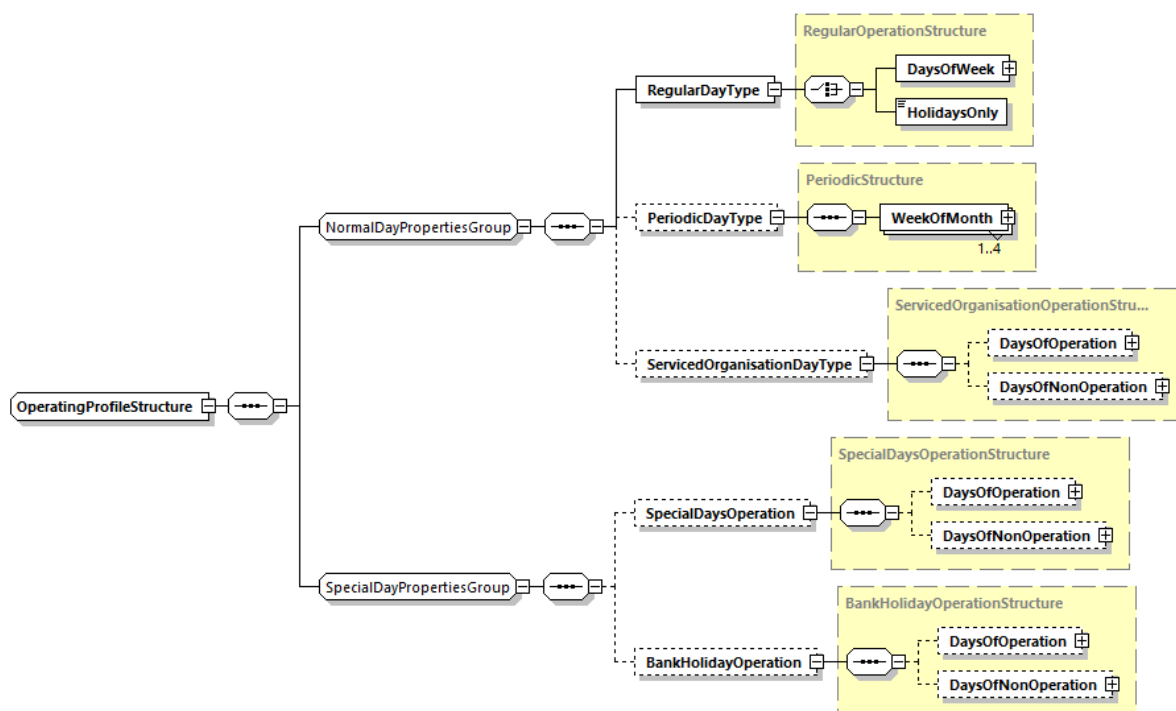 RegularOperationStructure
DaysOfWeek
RegularDayType
HolidaysOnly
PeriodicStructure
PeriodicDayType
WeekOfMonth
1..4
NormalDayPropertiesGroup
ServicedOrganisationOperationStru...
DaysOfOperation
ServicedOrganisationDayType
DaysOfNonOperation
OperatingProfileStructure
SpecialDaysOperationStructure
DaysOfOperation
SpecialDaysOperation
DaysOfNonOperation
SpecialDayPropertiesGroup
BankHolidayOperationStructure
DaysOfOperation
BankHolidayOperation
DaysOfNonOperation